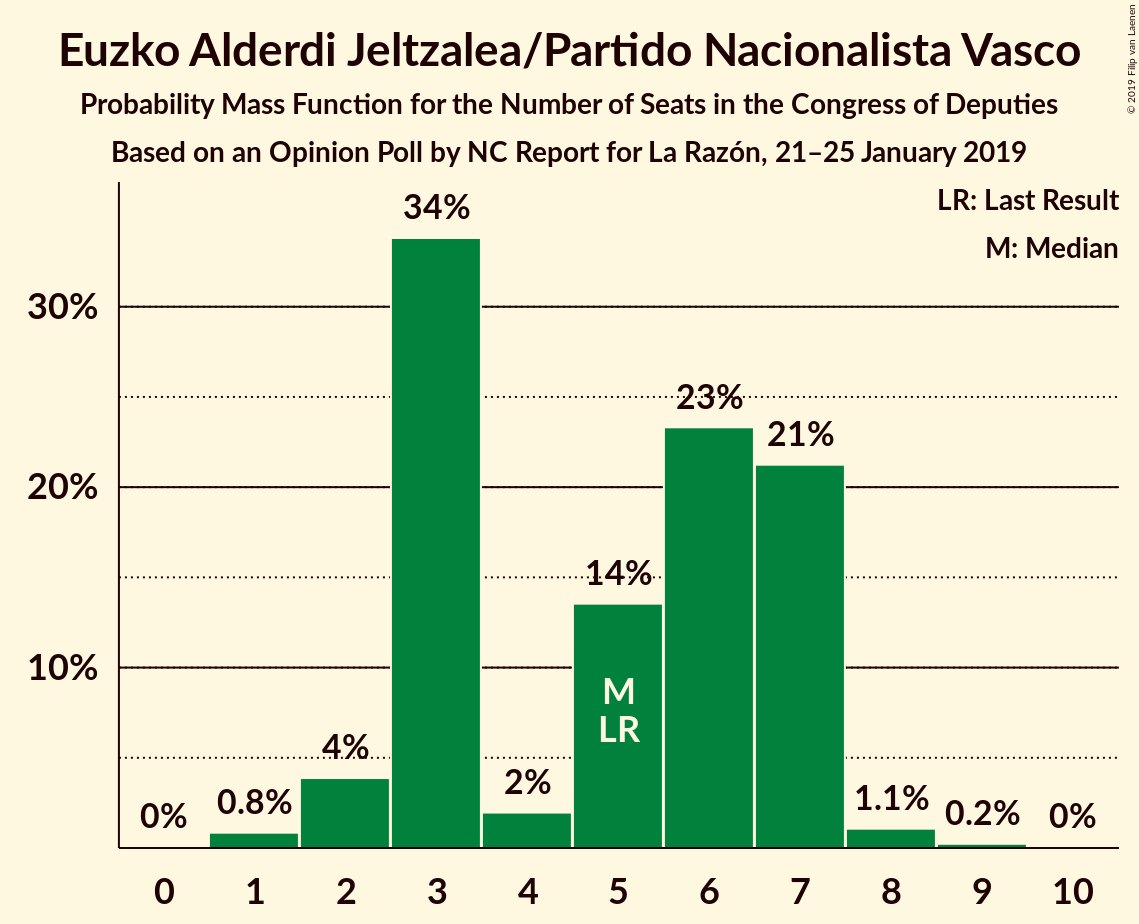 Euzko Alderdi Jeltzalea/Partido Nacionalista Vasco
Probability Mass Function for the Number of Seats in the Congress of Deputies
Based on an Opinion Poll by NC Report for La Razón, 21–25 January 2019
© 2019 Filip van Laenen
LR: Last Result
M: Median
34%
30%
23%
21%
20%
14%
10%
M
LR
4%
2%
0%
0.8%
1.1%
0.2%
0%
0 1 2 3 4 5 6 7 8 9 10